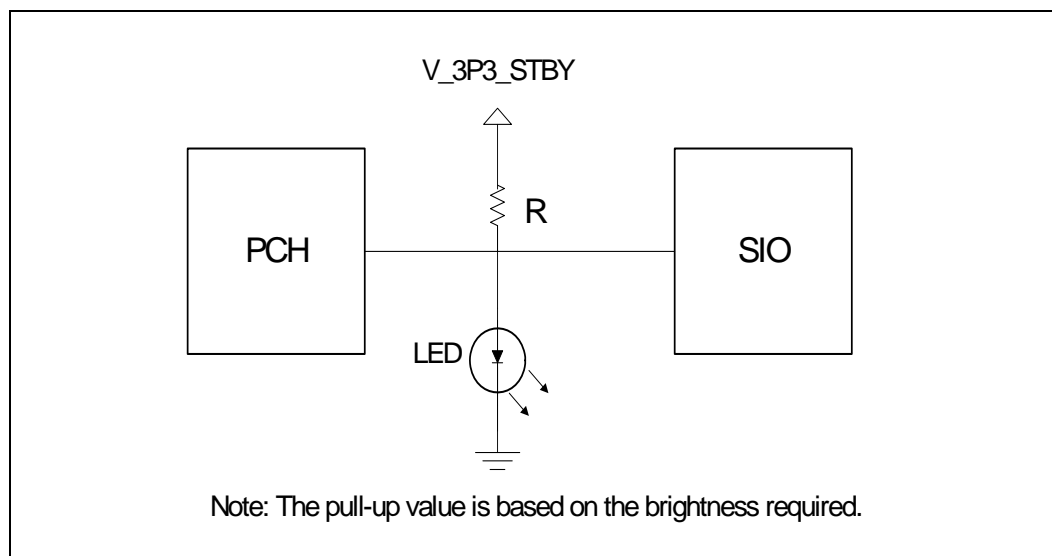 V_3P3_STBY
R
PCH
SIO
LED
Note: The pull-up value is based on the brightness required.